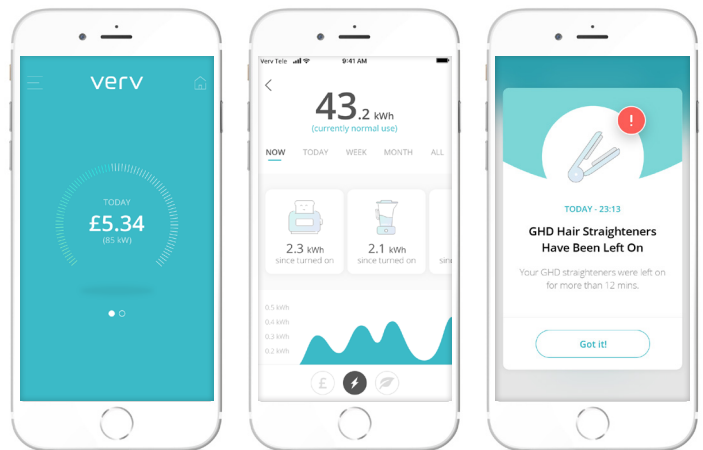 verv
TODAY
£5.34
(85 kW)
Verv Tele 9:41 AM
43.2 kWh
(currently normal use)
NOW TODAY WEEK MONTH ALL
2.3 kWh
since turned on
2.1 kWh
since turned on
sin
0.5 kWh
0.4 kWh
0.3 kWh
0.2 kWh
£
!
TODAY - 23:13
GHD Hair Straighteners
Have Been Left On
Your GHD straighteners were left on
for more than 12 mins.
Got it!